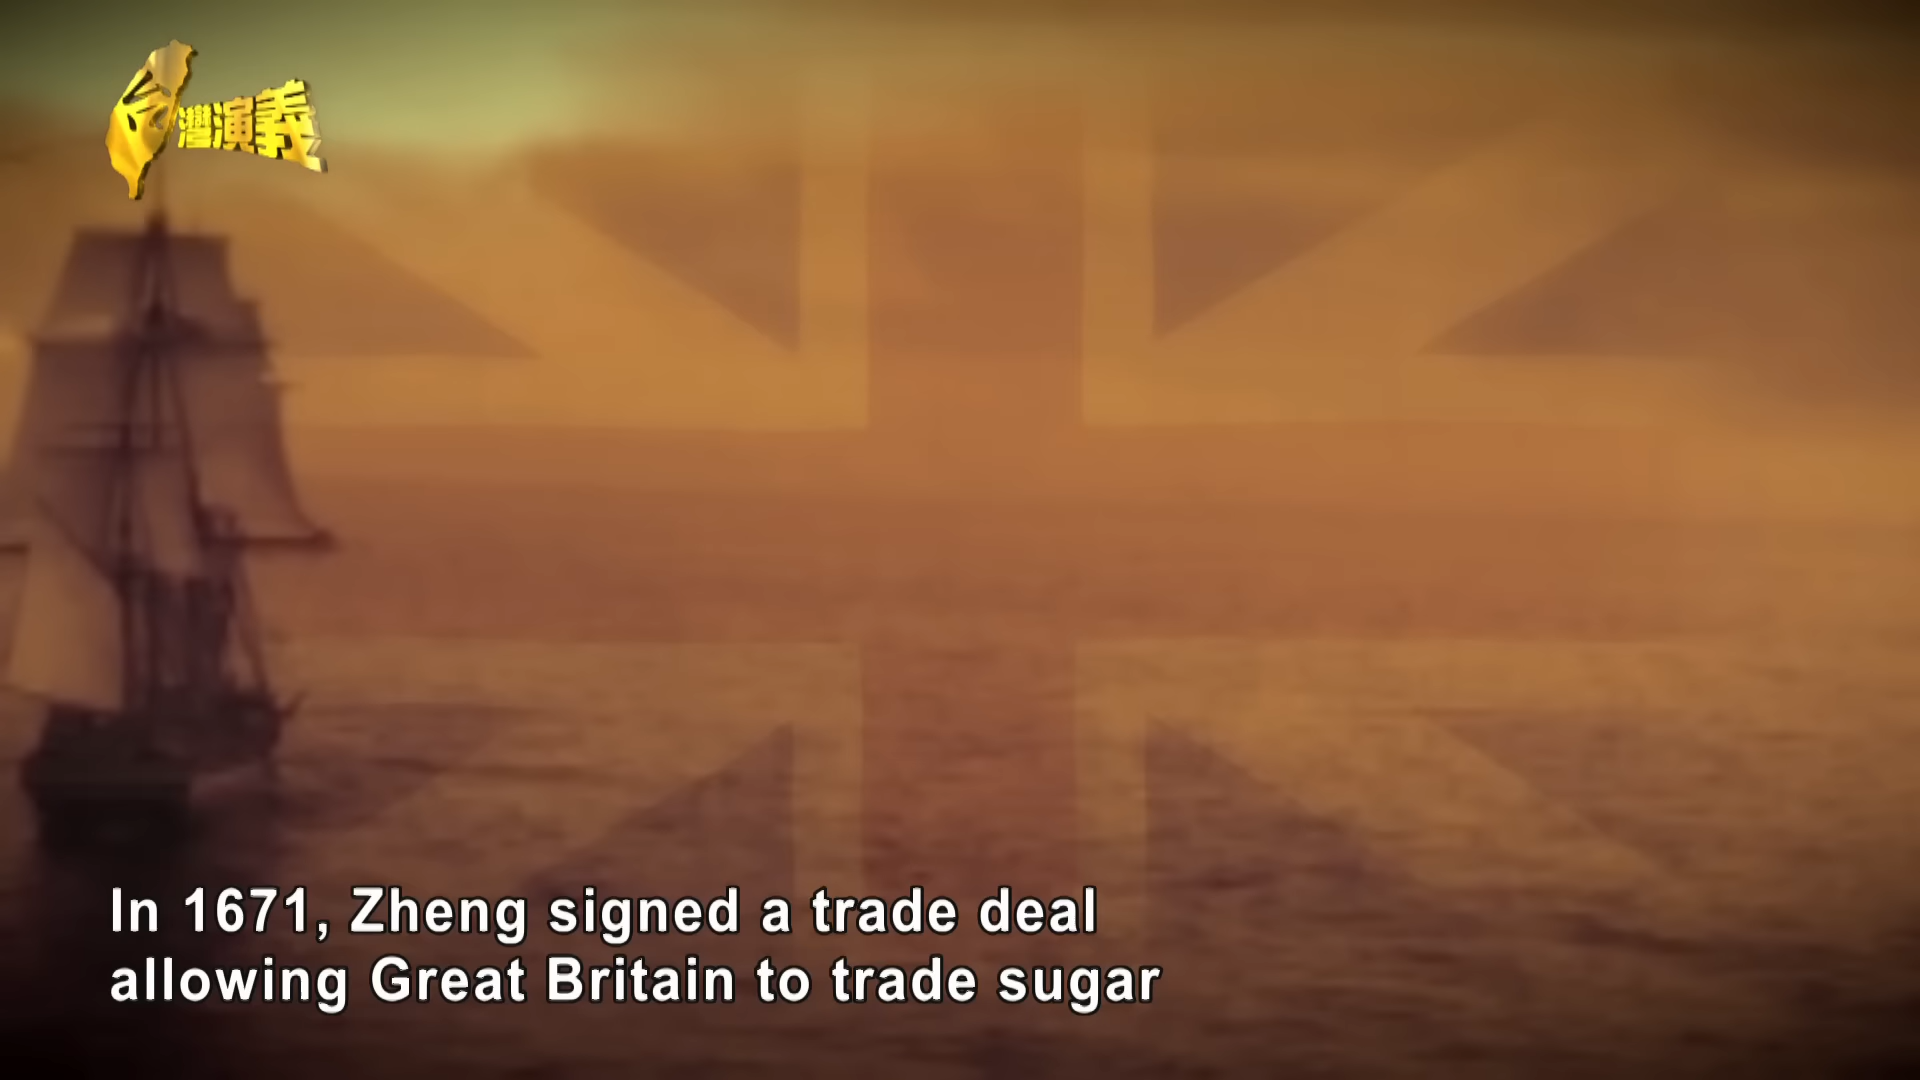 台灣演義
In 1671, Zheng signed a trade deal
allowing Great Britain to trade sugar